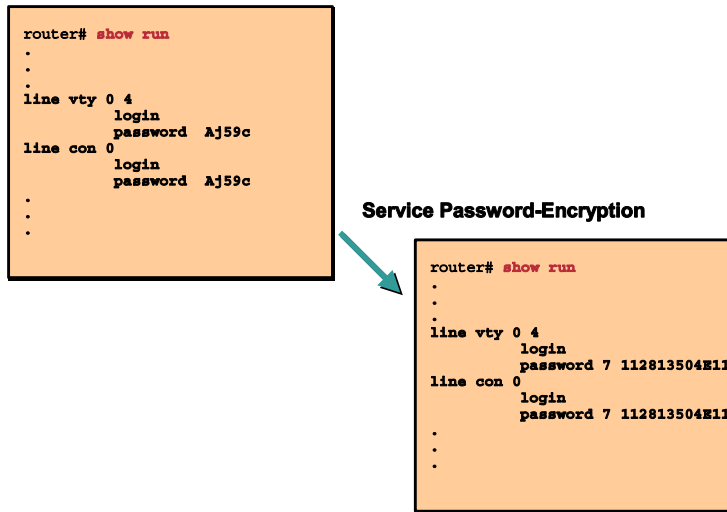 router# show run
.
.
.
line vty 0 4
login
password Aj59c
line con 0
login
password Aj59c
.
.
.
Service Password-Encryption
router# show run
.
.
.
line vty 0 4
login
password 7 112813504E11
line con 0
login
password 7 112813504E11
.
.
.